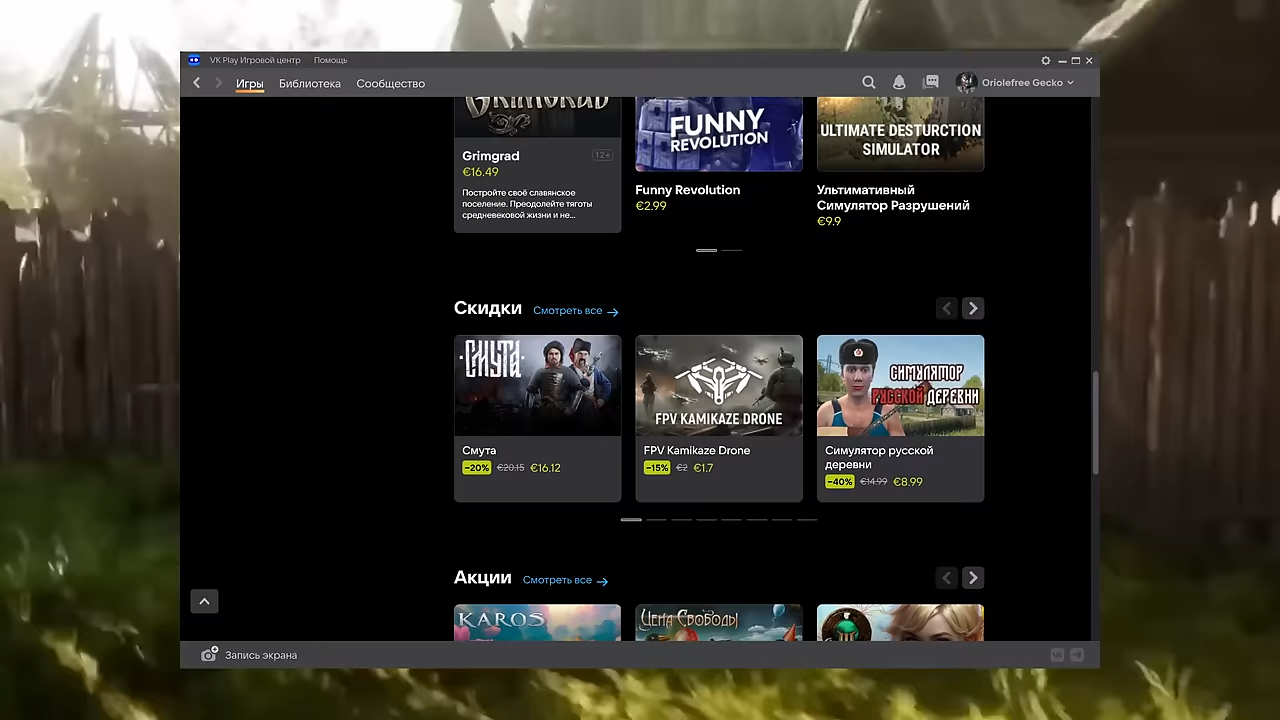 VK Play Игровой центр Помощь
Игры Библиотека Сообщество Oriolefree Gecko
GRIMGRAD
FUNNY
REVOLUTION
ULTIMATE DESTURCTION
SIMULATOR
Grimgrad 12+
€16.49
Постройте своё славянское
поселение. Преодолейте тяготы
средневековой жизни и не...
Funny Revolution
€2.99
Ультимативный
Симулятор Разрушений
€9.9
Скидки Смотреть все
СМУТА
FPV KAMIKAZE DRONE
СИМУЛЯТОР
РУССКОЙ ДЕРЕВНИ
Смута
-20% €20.15 €16.12
FPV Kamikaze Drone
-15% €2 €1.7
Симулятор русской
деревни
-40% €14.99 €8.99
Акции Смотреть все
KAROS
ЦЕНА СВОБОДЫ
Запись экрана